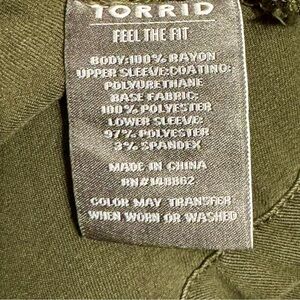 TORRID
FEEL THE FIT
BODY:100% RAYON
UPPER SLEEVE:COATING:
POLYURETHANE
BASE FABRIC:
100% POLYESTER
LOWER SLEEVE:
97% POLYESTER
3% SPANDEX
MADE IN CHINA
RN#148862
COLOR MAY TRANSFER
WHEN WORN OR WASHED